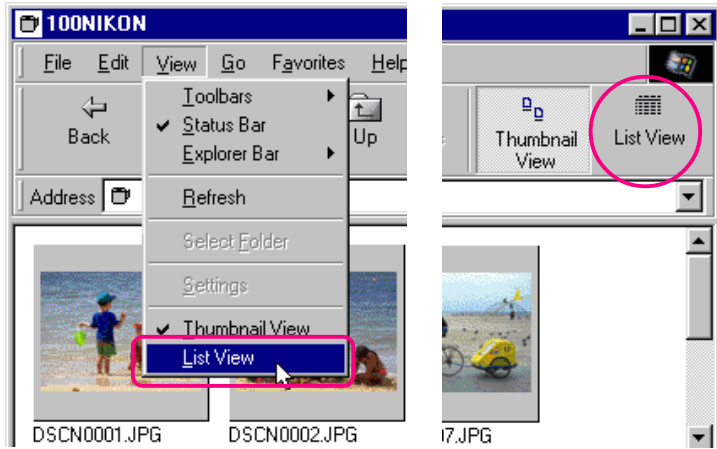 100NIKON
File Edit View Go Favorites Help
Back
Up
Toolbars
Status Bar
Explorer Bar
Refresh
Select Folder
Settings
Thumbnail View
List View
Address
DSCN0001.JPG DSCN0002.JPG
Thumbnail
View
List View
7.JPG